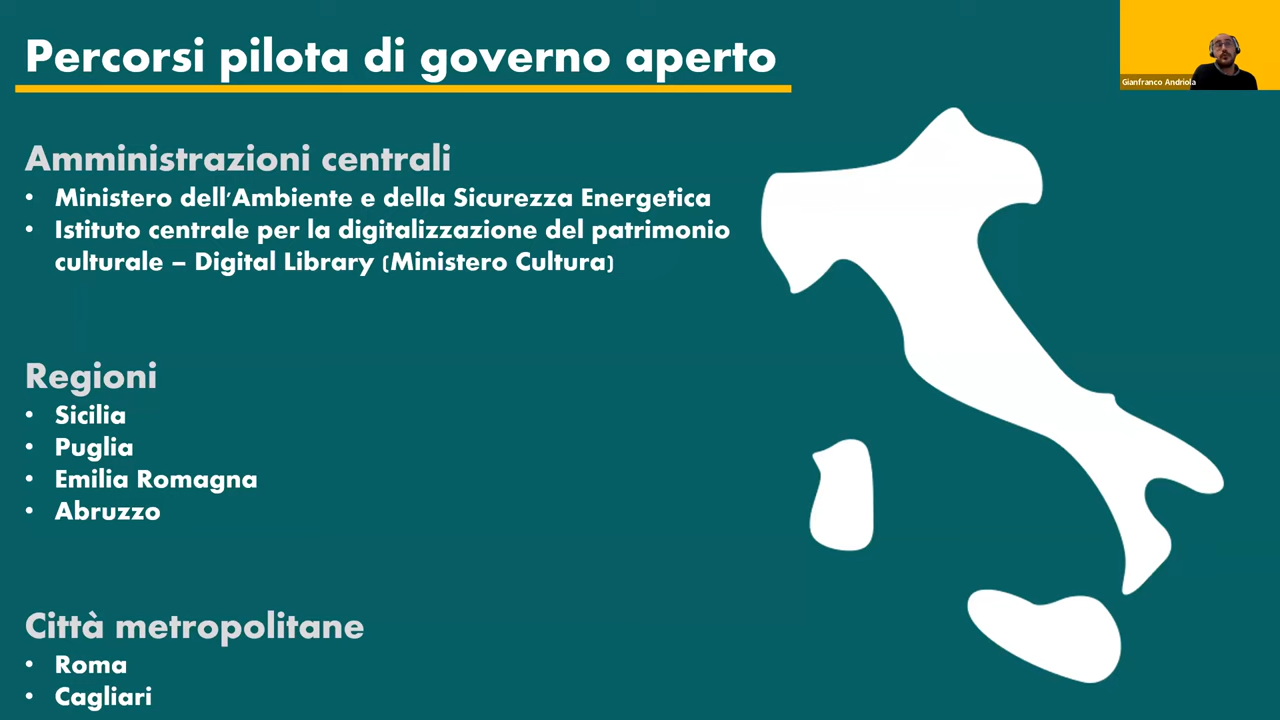 Percorsi pilota di governo aperto
Gianfranco Andriola
Amministrazioni centrali
• Ministero dell'Ambiente e della Sicurezza Energetica
• Istituto centrale per la digitalizzazione del patrimonio
culturale – Digital Library (Ministero Cultura)
Regioni
• Sicilia
• Puglia
• Emilia Romagna
• Abruzzo
Città metropolitane
• Roma
• Cagliari